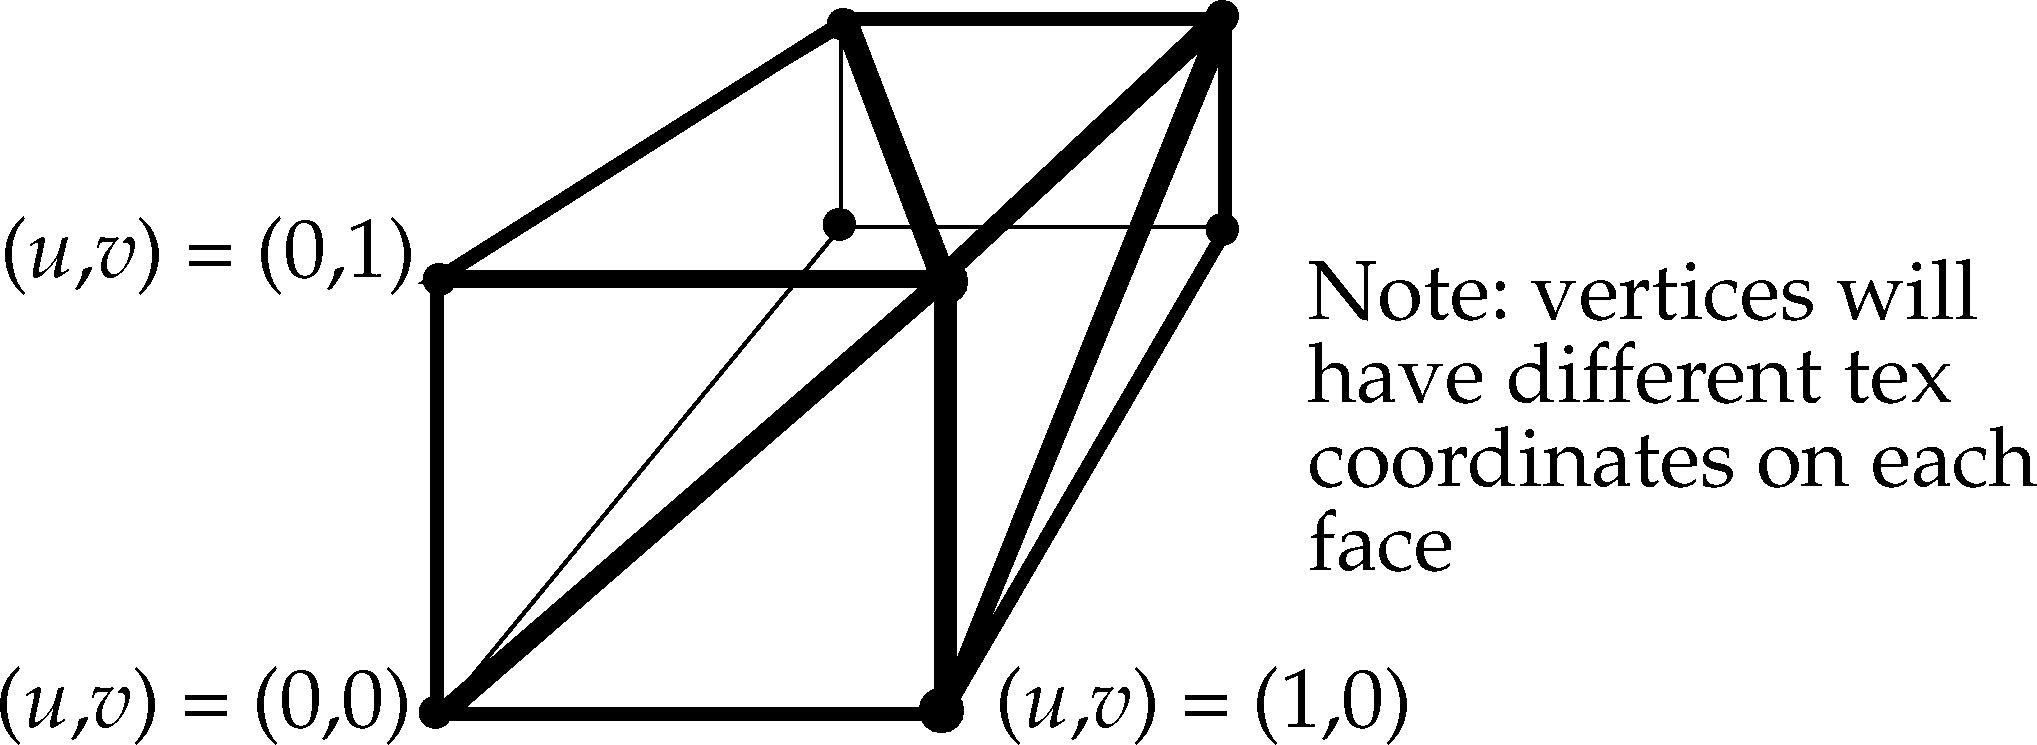 (u,v) = (0,1)
Note: vertices will
have different tex
coordinates on each
face
(u,v) = (0,0)
(u,v) = (1,0)